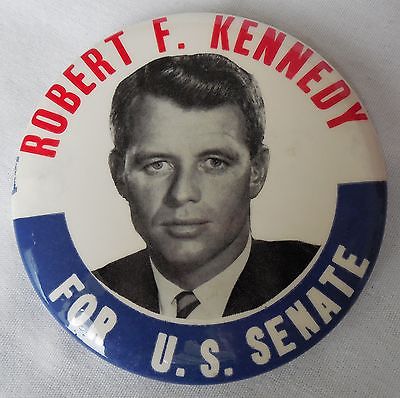 ROBERT F. KENNEDY
FOR U.S. SENATE